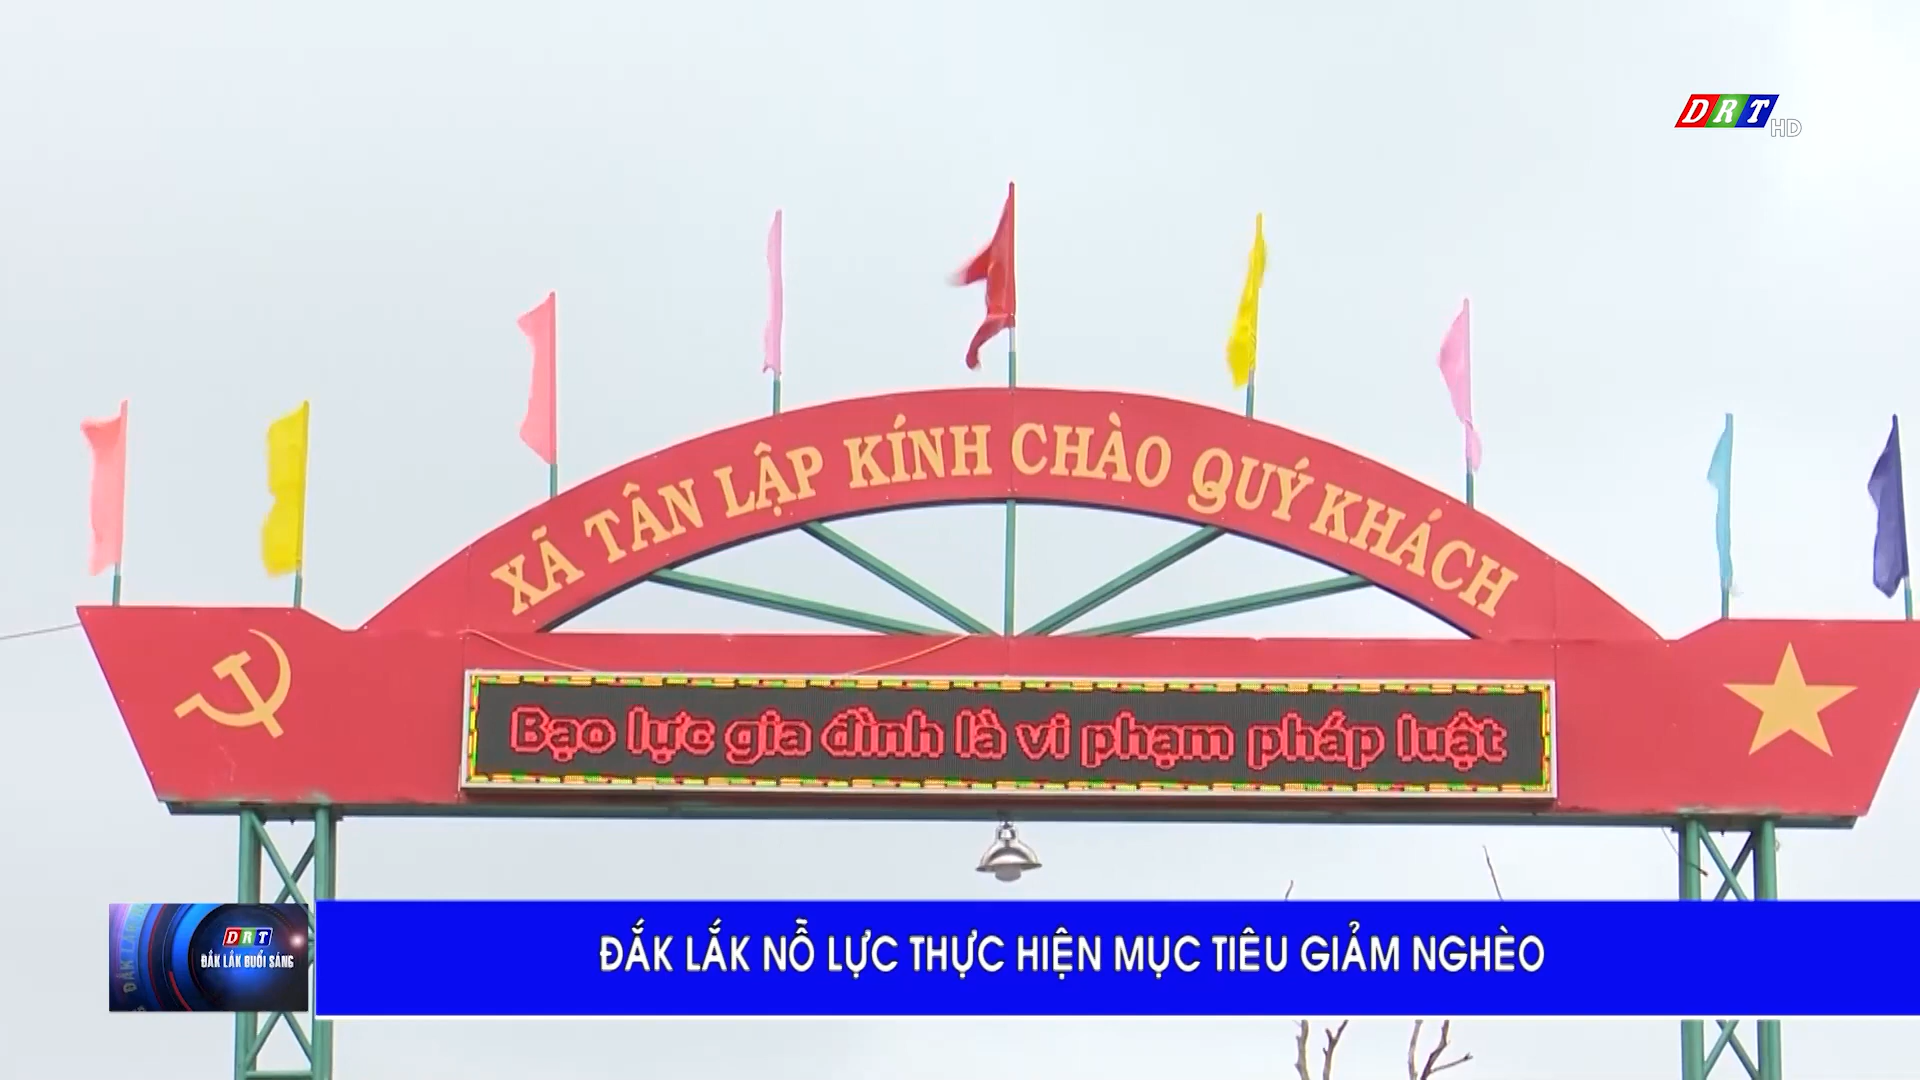 DRT HD
XÃ TÂN LẬP KÍNH CHÀO QUÝ KHÁCH
Bạo lực gia đình là vi phạm pháp luật
DRT
ĐẮK LẮK BUỔI SÁNG
ĐẮK LẮK NỖ LỰC THỰC HIỆN MỤC TIÊU GIẢM NGHÈO